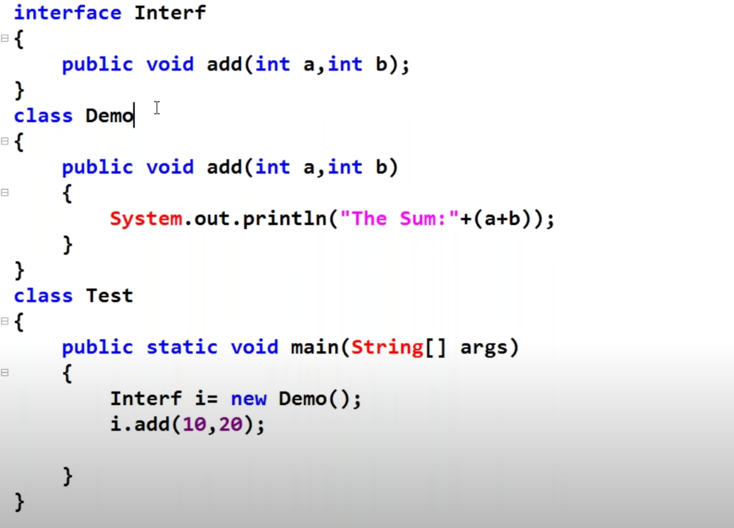 interface Interf
{
public void add(int a,int b);
}
class Demo
{
public void add(int a,int b)
{
System.out.println("The Sum:"+(a+b));
}
}
class Test
{
public static void main(String[] args)
{
Interf i= new Demo();
i.add(10,20);
}
}